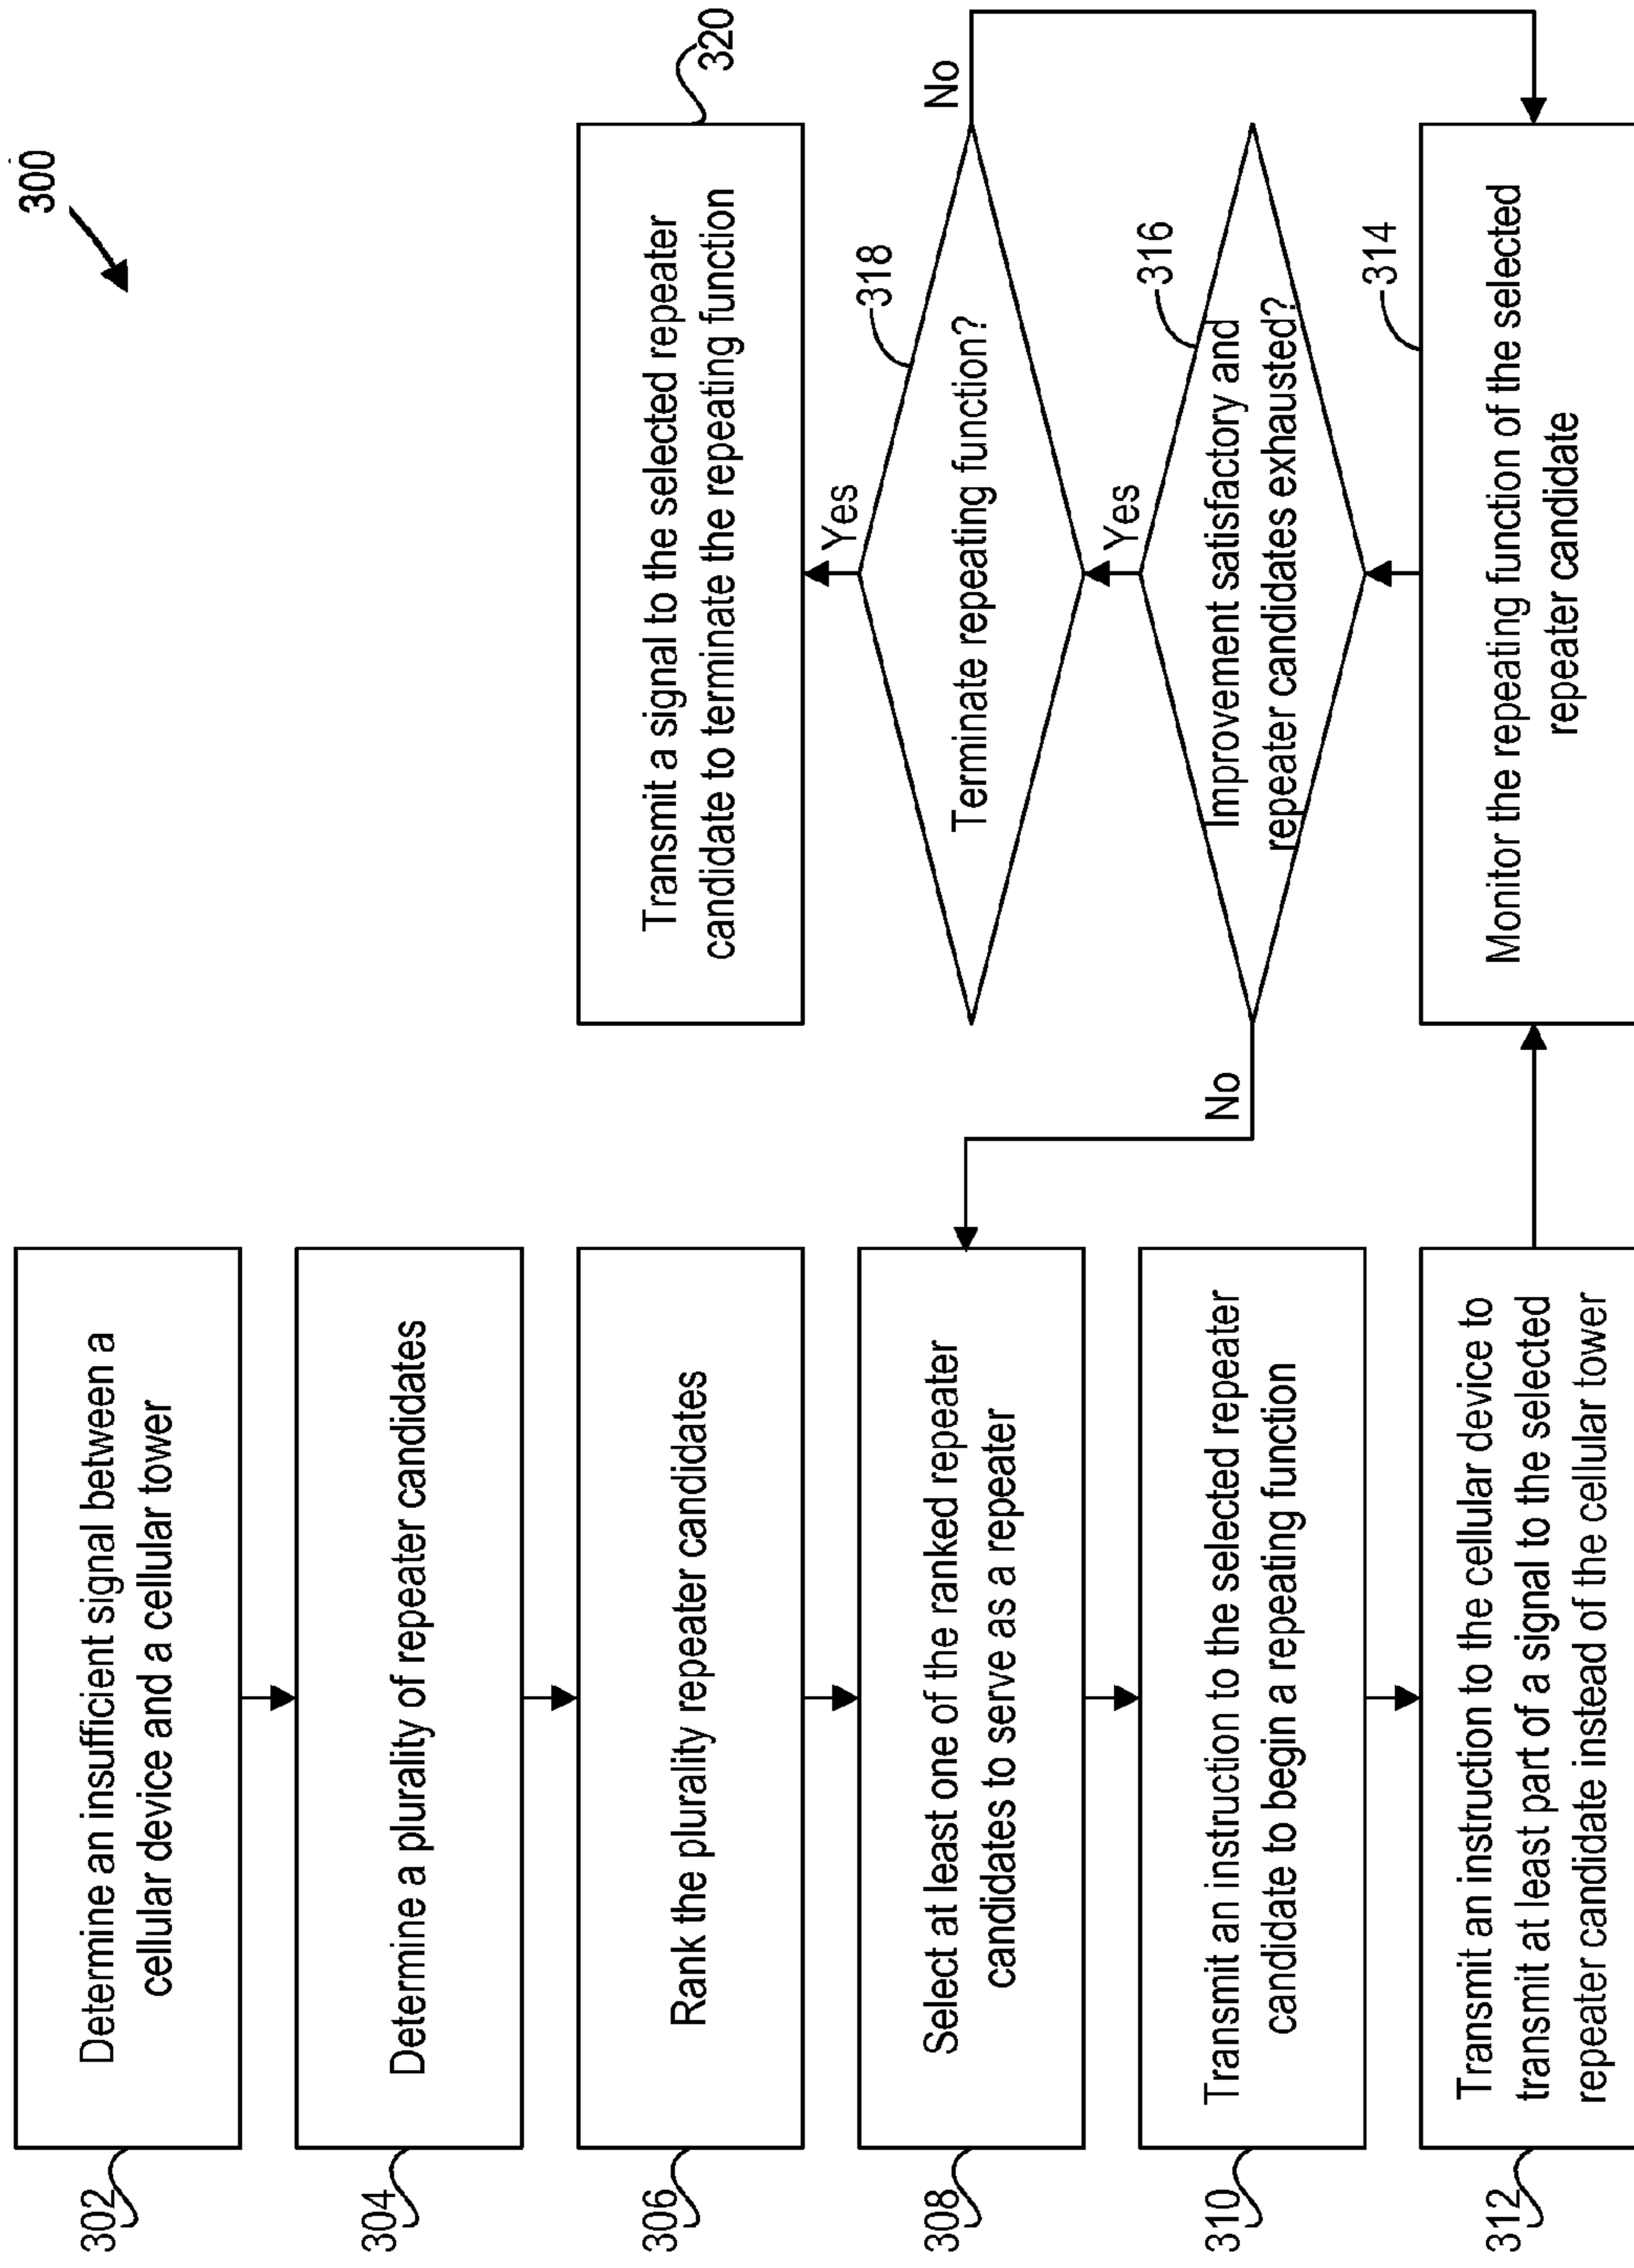 300
302
Determine an insufficient signal between a
cellular device and a cellular tower
304
Determine a plurality of repeater candidates
306
Rank the plurality repeater candidates
308
Select at least one of the ranked repeater
candidates to serve as a repeater
310
Transmit an instruction to the selected repeater
candidate to begin a repeating function
312
Transmit an instruction to the cellular device to
transmit at least part of a signal to the selected
repeater candidate instead of the cellular tower
320
Transmit a signal to the selected repeater
candidate to terminate the repeating function
Yes
318
Terminate repeating function?
No
Yes
316
Improvement satisfactory and
repeater candidates exhausted?
No
314
Monitor the repeating function of the selected
repeater candidate